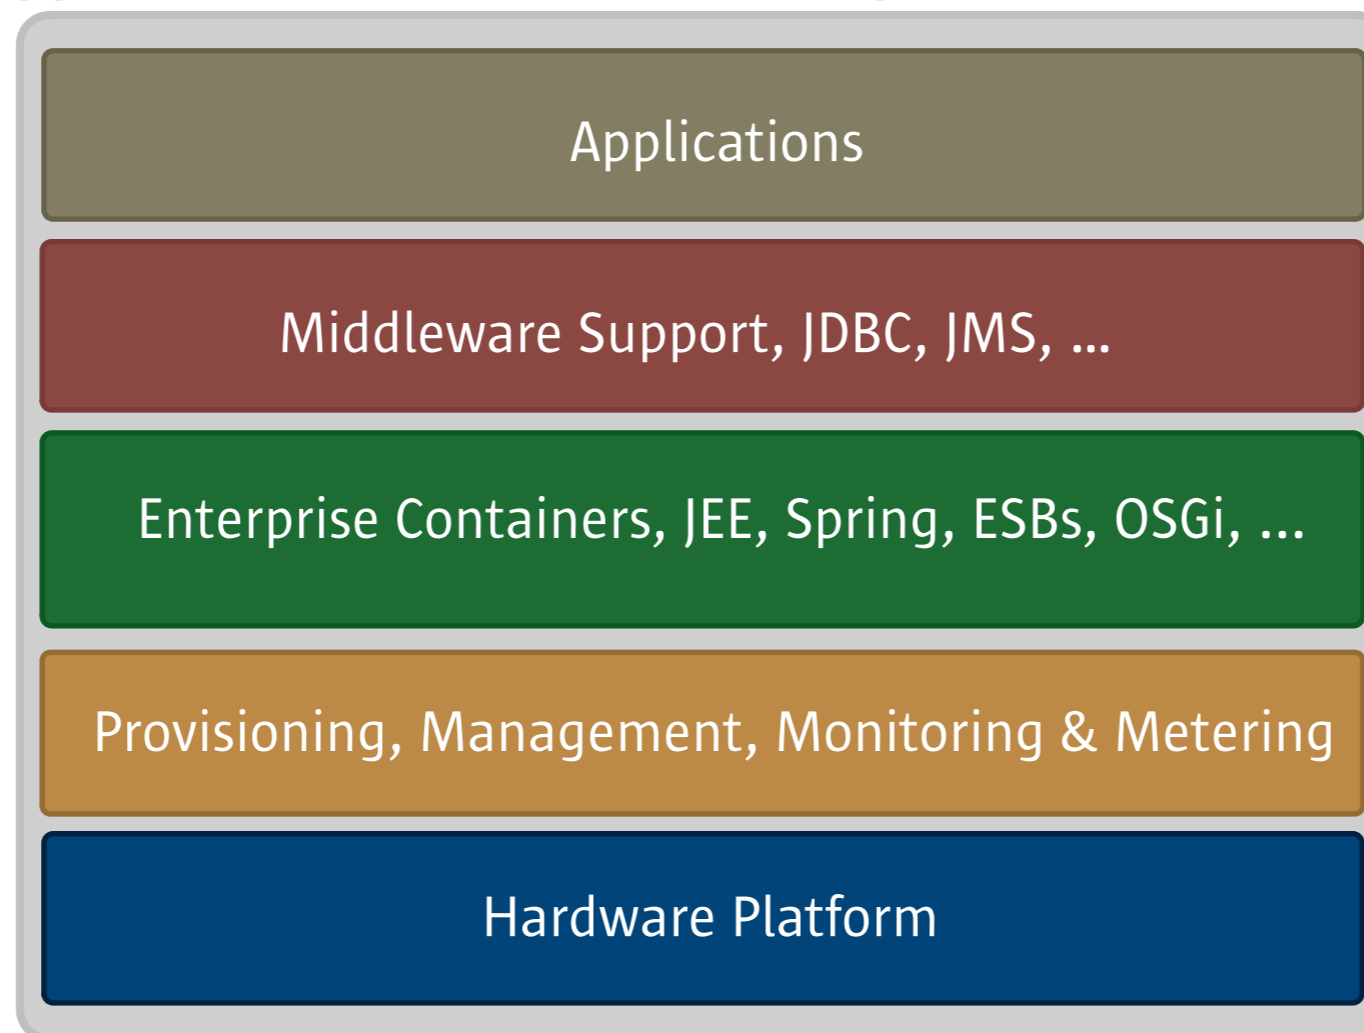 Applications
Middleware Support, JDBC, JMS, ...
Enterprise Containers, JEE, Spring, ESBs, OSGi, ...
Provisioning, Management, Monitoring & Metering
Hardware Platform